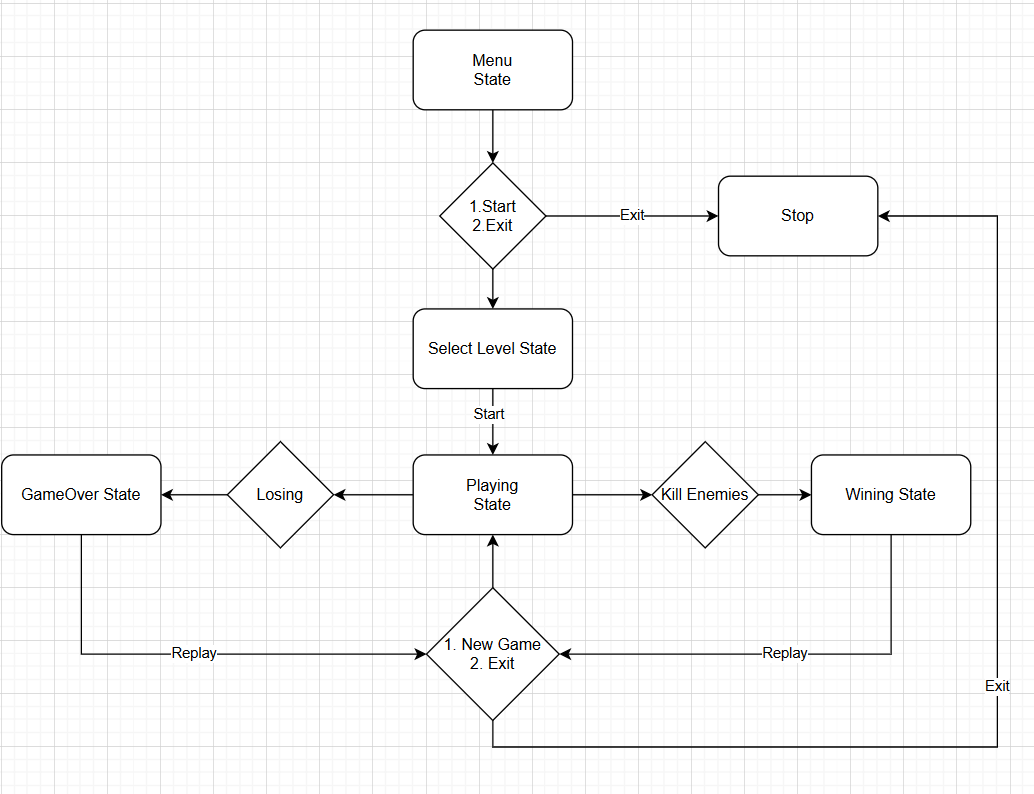 Menu
State
1.Start
2.Exit
Exit
Stop
Select Level State
Start
GameOver State
Losing
Playing
State
Kill Enemies
Wining State
1. New Game
2. Exit
Replay
Replay
Exit